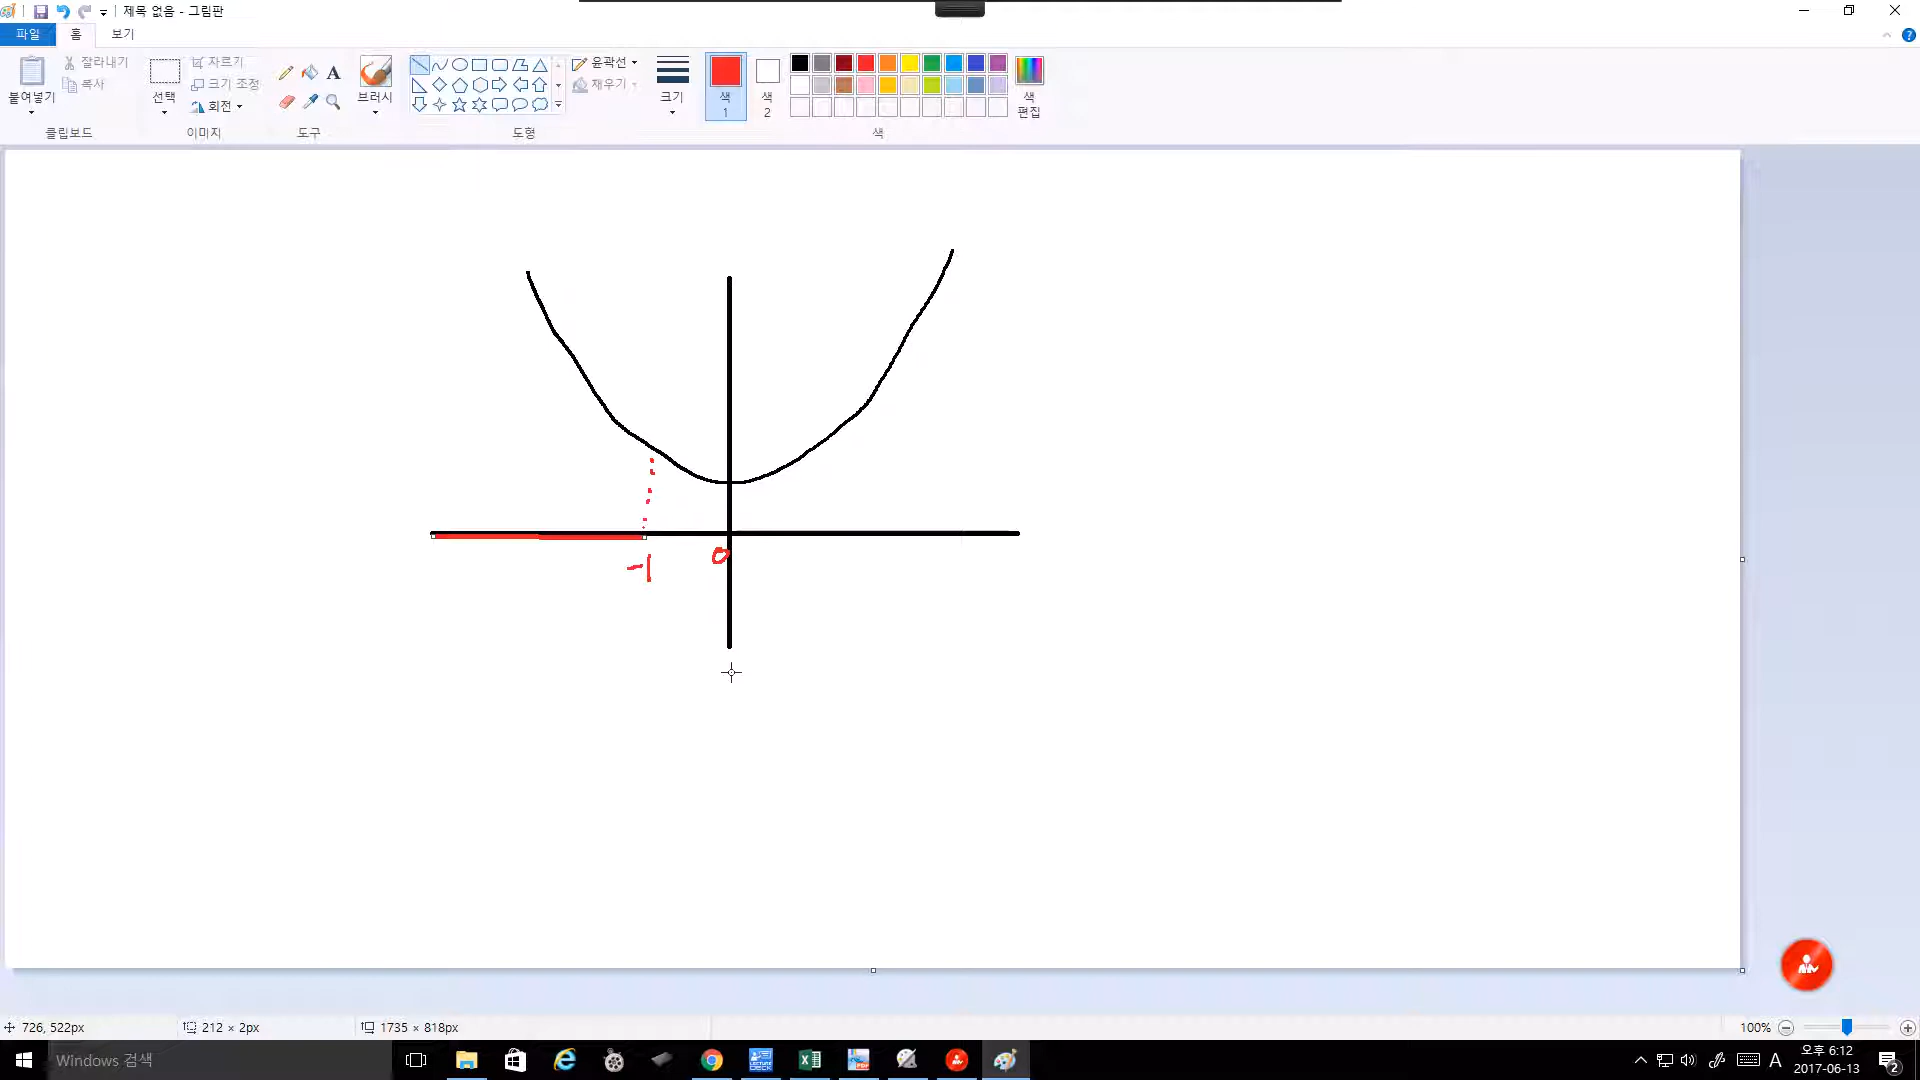 제목 없음 - 그림판
파일 홈 보기
붙여넣기
잘라내기
복사
클립보드
선택
자르기
크기 조정
회전
이미지
A
도구
브러시
윤곽선
채우기
도형
크기
색
1
색
2
색
편집
색
-1 0
726, 522px 212 × 2px 1735 × 818px 100%
Windows 검색
LECTURE DECK
PDF
A
오후 6:12
2017-06-13
2